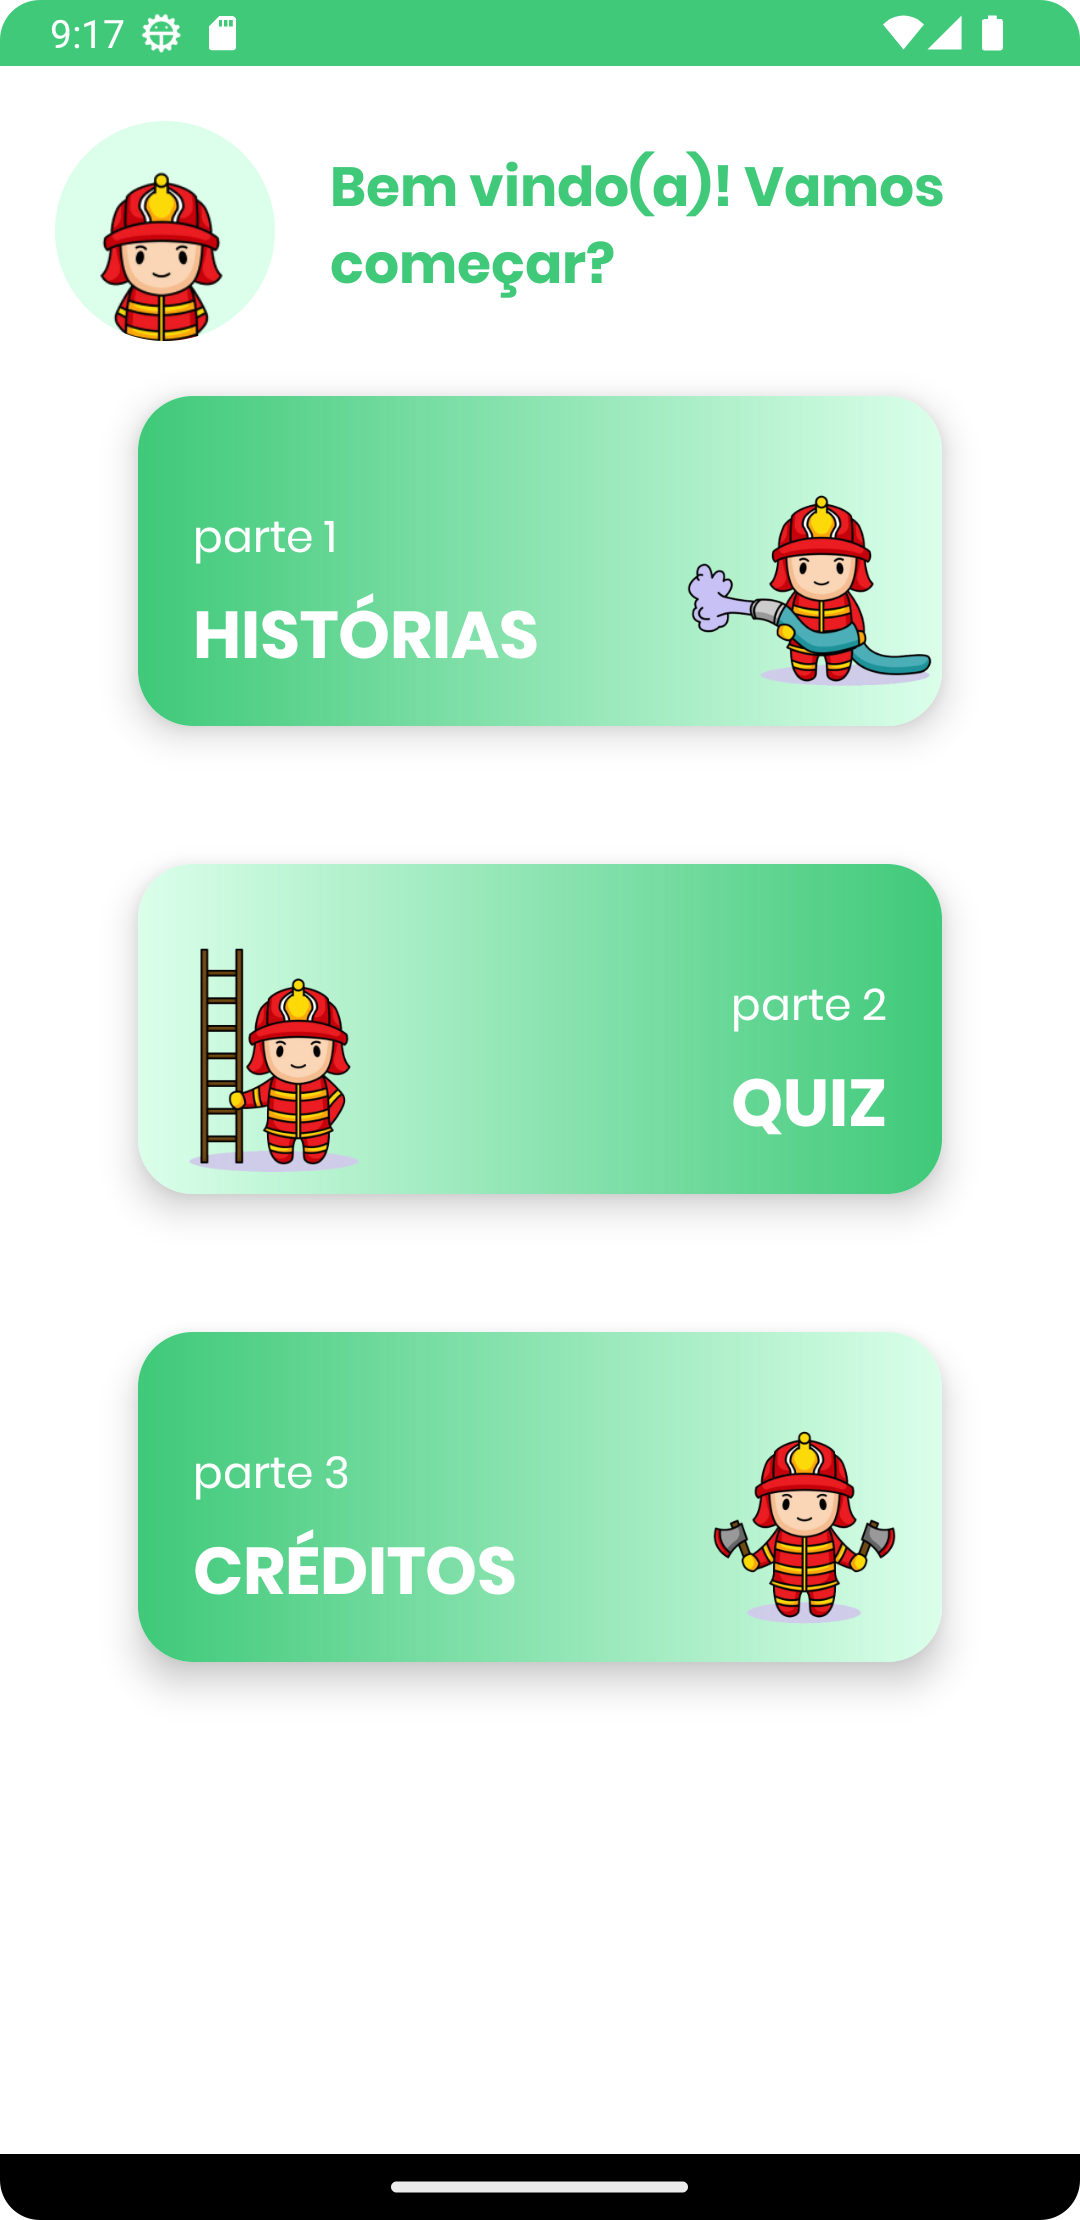 9:17
Bem vindo(a)! Vamos
começar?
parte 1
HISTÓRIAS
parte 2
QUIZ
parte 3
CRÉDITOS